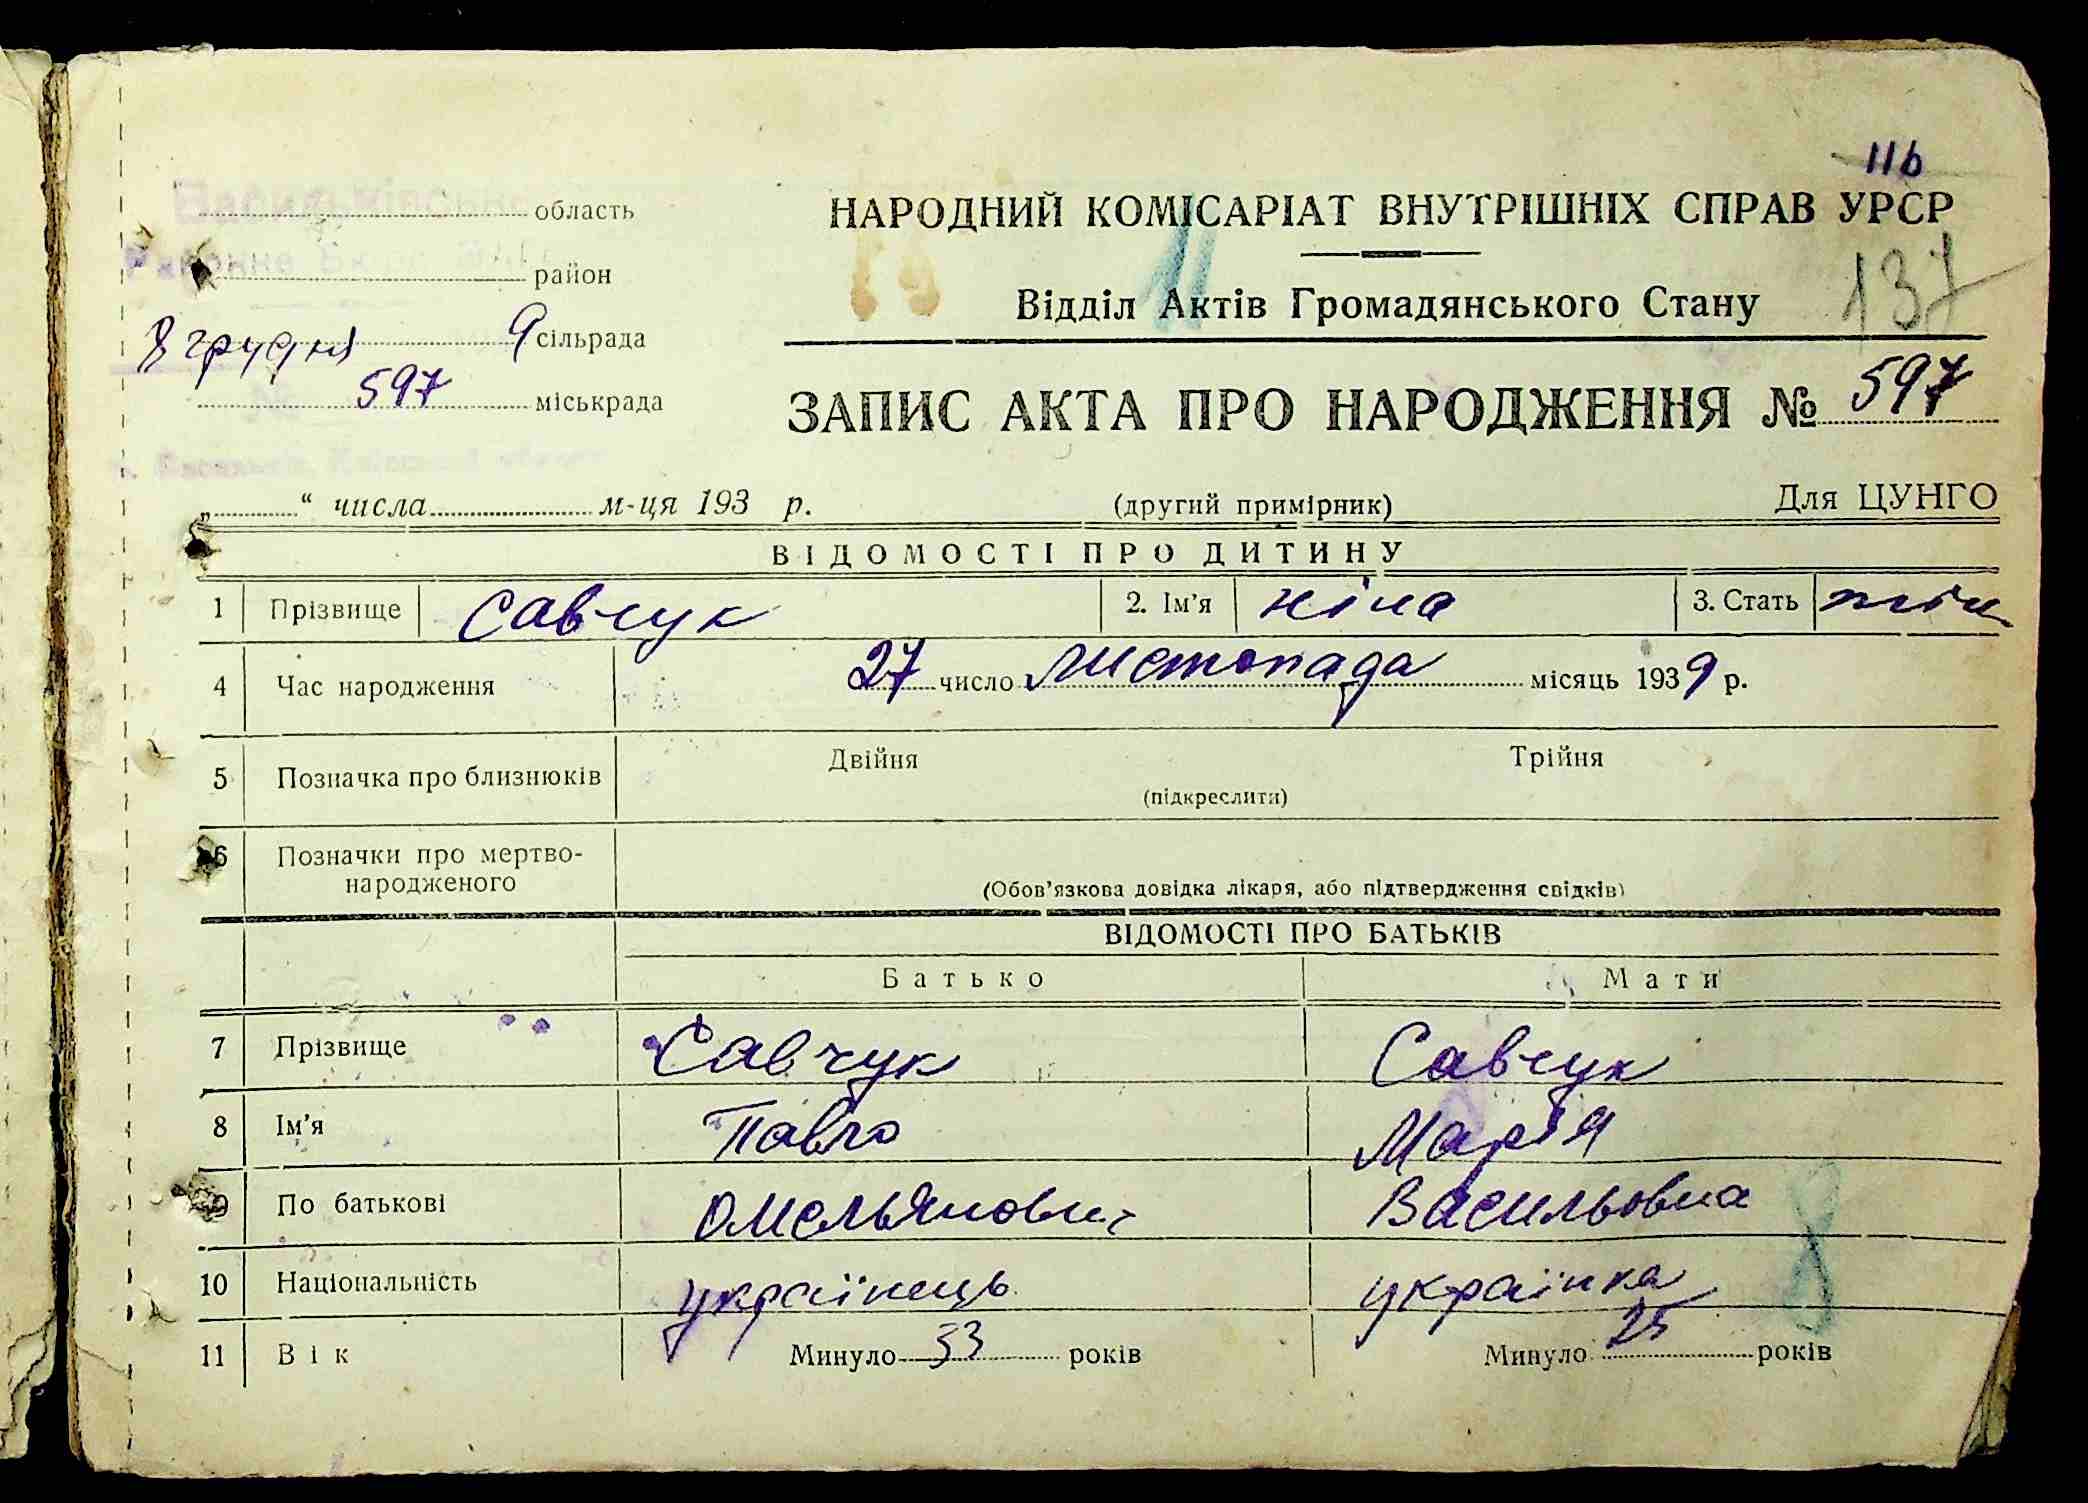 116
НАРОДНИЙ КОМІСАРІАТ ВНУТРІШНІХ СПРАВ УРСР
область
район
137
Відділ Актів Громадянського Стану
8 грудня 9 сільрада
597 міськрада
ЗАПИС АКТА ПРО НАРОДЖЕННЯ № 597
„ “ числа м-ця 193 р. (другий примірник) Для ЦУНГО
ВІДОМОСТІ ПРО ДИТИНУ
1 Прізвище Савчук 2. Ім'я Ніна 3. Стать жін
4 Час народження 27 число листопада місяць 1939 р.
5 Позначка про близнюків Двійня Трійня
(підкреслити)
6 Позначки про мертво-
народженого
(Обов'язкова довідка лікаря, або підтвердження свідків)
ВІДОМОСТІ ПРО БАТЬКІВ
Батько Мати
7 Прізвище Савчук Савчук
8 Ім'я Павло Марія
9 По батькові Омельянович Васильовна
10 Національність українець українка
11 Вік Минуло 33 років Минуло 25 років